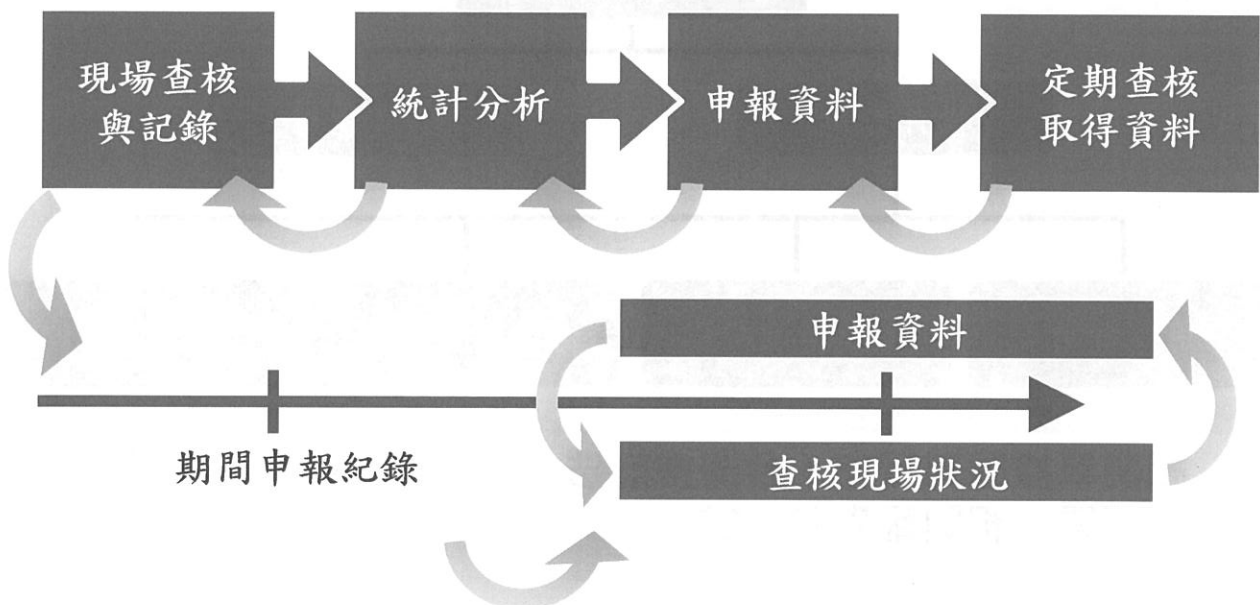 現場查核
與記錄
統計分析
申報資料
定期查核
取得資料
申報資料
期間申報紀錄
查核現場狀況